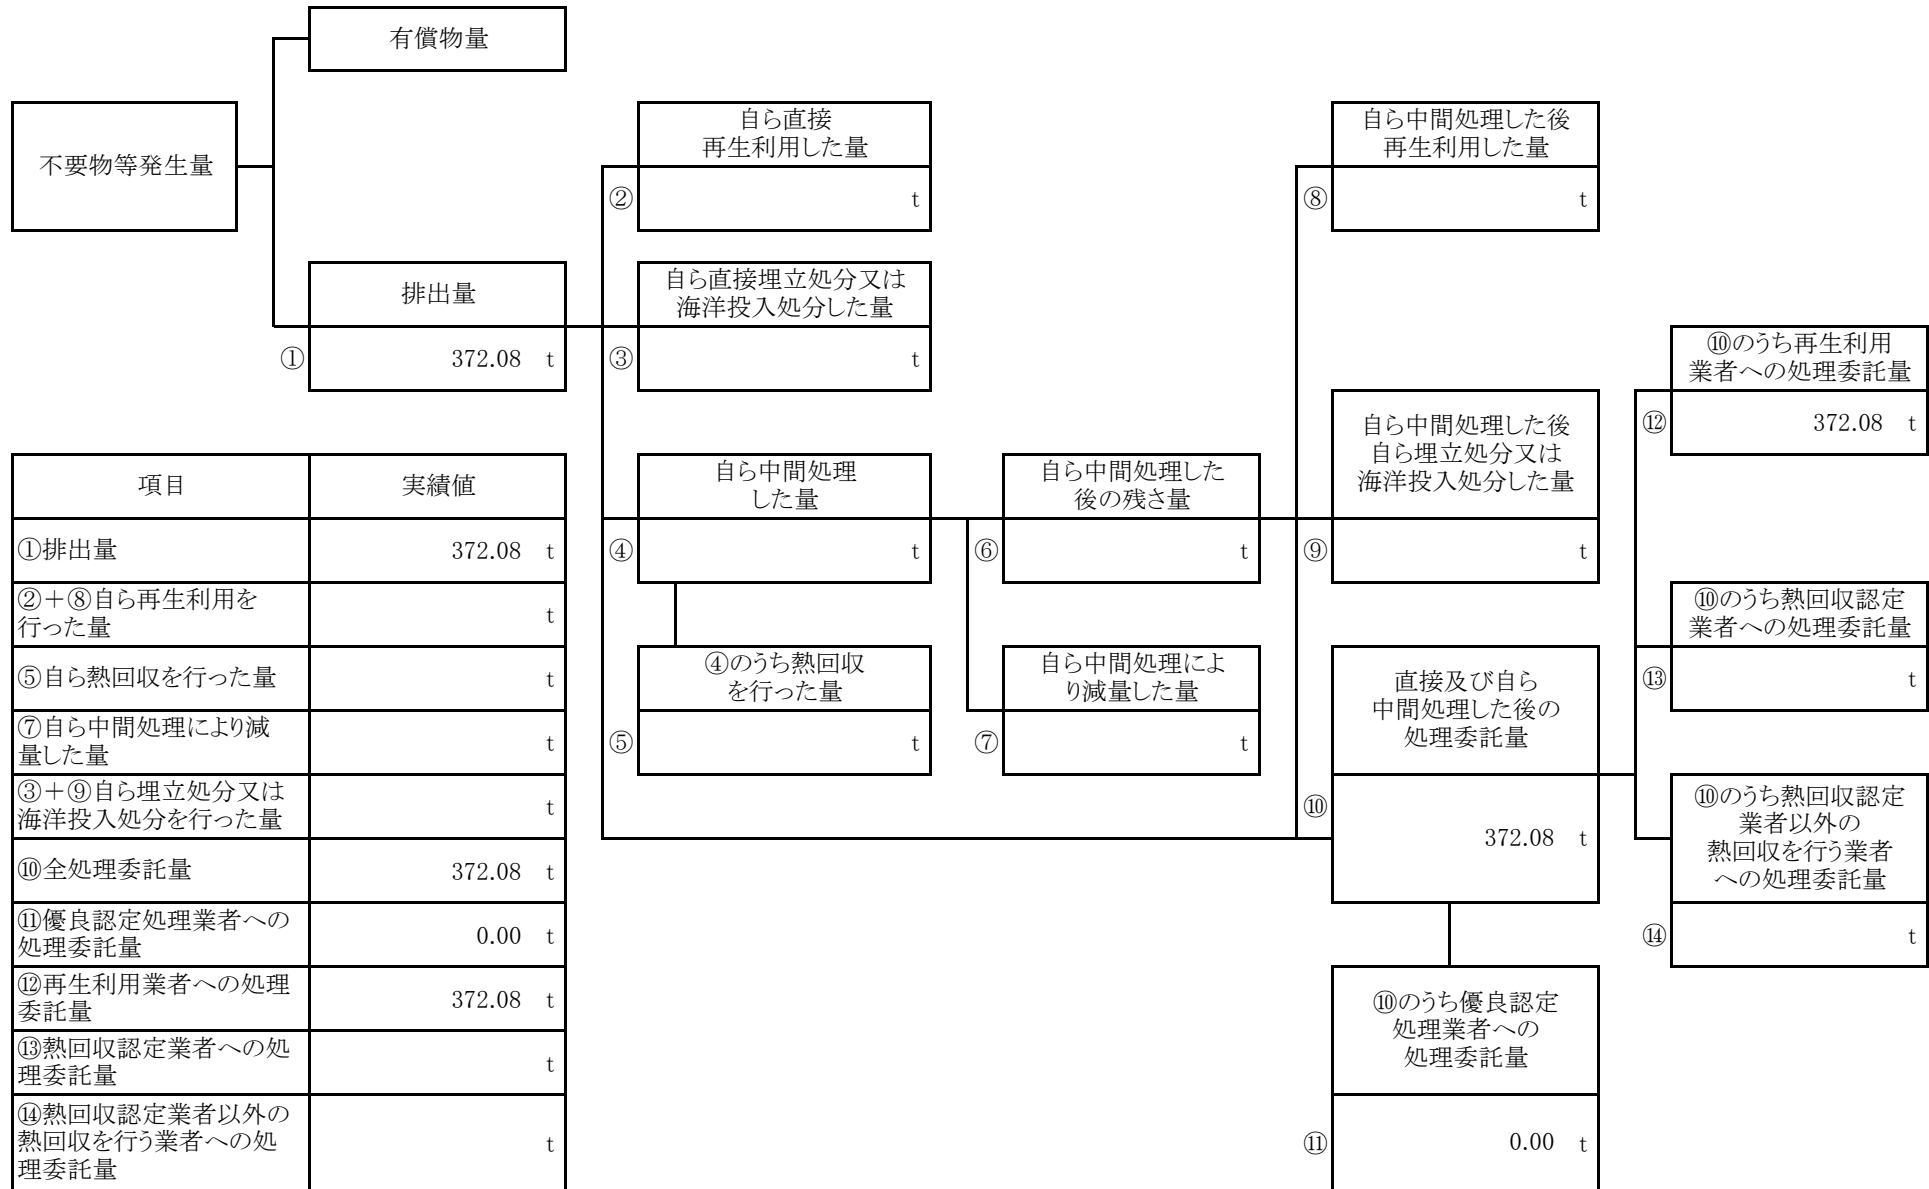 有償物量
不要物等発生量
排出量
① 372.08 t
自ら直接
再生利用した量
② t
自ら直接埋立処分又は
海洋投入処分した量
③ t
自ら中間処理
した量
④ t
④のうち熱回収
を行った量
⑤ t
自ら中間処理した
後の残さ量
⑥ t
自ら中間処理によ
り減量した量
⑦ t
自ら中間処理した後
再生利用した量
⑧ t
自ら中間処理した後
自ら埋立処分又は
海洋投入処分した量
⑨ t
直接及び自ら
中間処理した後の
処理委託量
⑩ 372.08 t
⑩のうち優良認定
処理業者への
処理委託量
⑪ 0.00 t
⑩のうち再生利用
業者への処理委託量
⑫ 372.08 t
⑩のうち熱回収認定
業者への処理委託量
⑬ t
⑩のうち熱回収認定
業者以外の
熱回収を行う業者
への処理委託量
⑭ t
項目 実績値
①排出量 372.08 t
②＋⑧自ら再生利用を
行った量 t
⑤自ら熱回収を行った量 t
⑦自ら中間処理により減
量した量 t
③＋⑨自ら埋立処分又は
海洋投入処分を行った量 t
⑩全処理委託量 372.08 t
⑪優良認定処理業者への
処理委託量 0.00 t
⑫再生利用業者への処理
委託量 372.08 t
⑬熱回収認定業者への処
理委託量 t
⑭熱回収認定業者以外の
熱回収を行う業者への処
理委託量 t